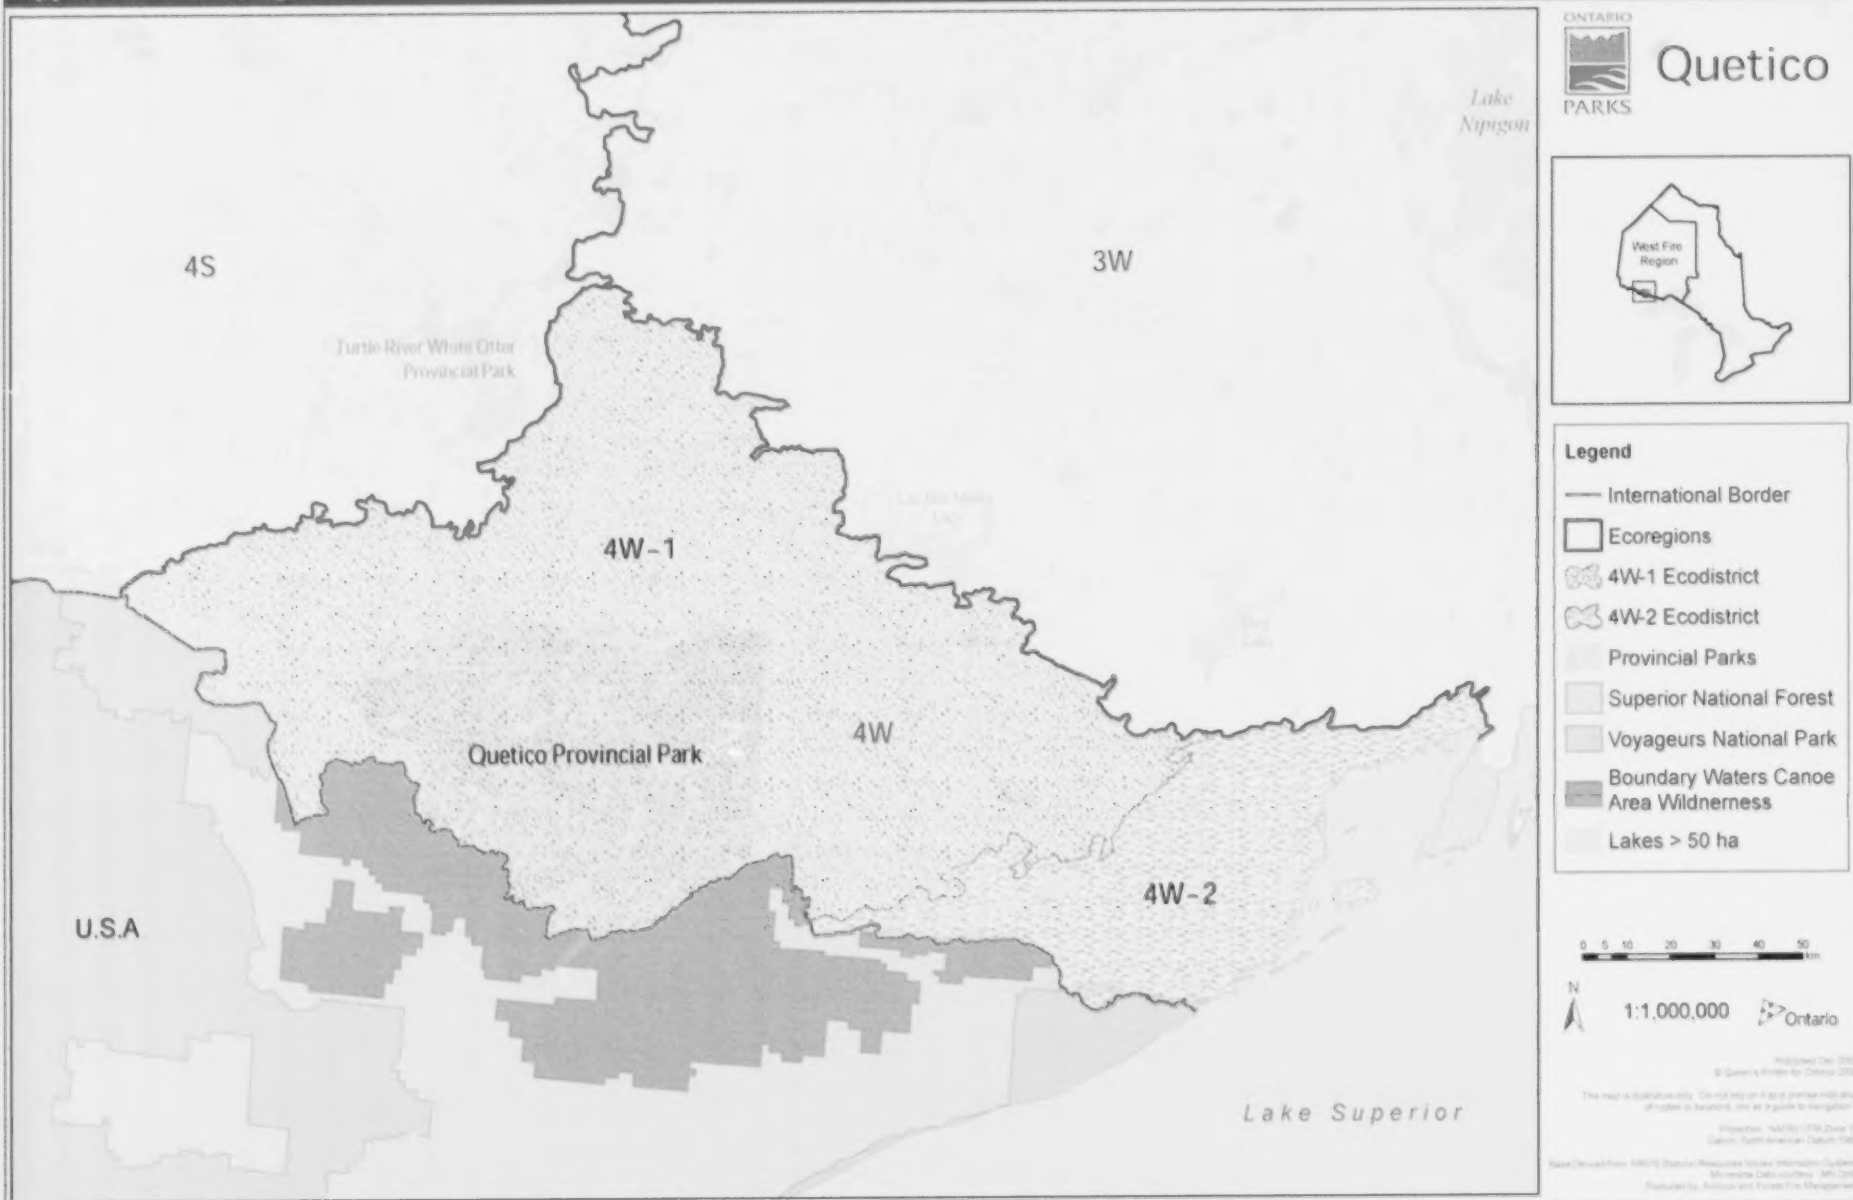 Lake
Nipigon
4S
3W
Turtle River White Otter
Provincial Park
4W-1
4W
Quetico Provincial Park
4W-2
U.S.A
Lake Superior
ONTARIO
PARKS
Quetico
West Fire
Region
Legend
International Border
Ecoregions
4W-1 Ecodistrict
4W-2 Ecodistrict
Provincial Parks
Superior National Forest
Voyageurs National Park
Boundary Waters Canoe
Area Wildnerness
Lakes > 50 ha
0 5 10 20 30 40 50
km
N
1:1,000,000
Ontario